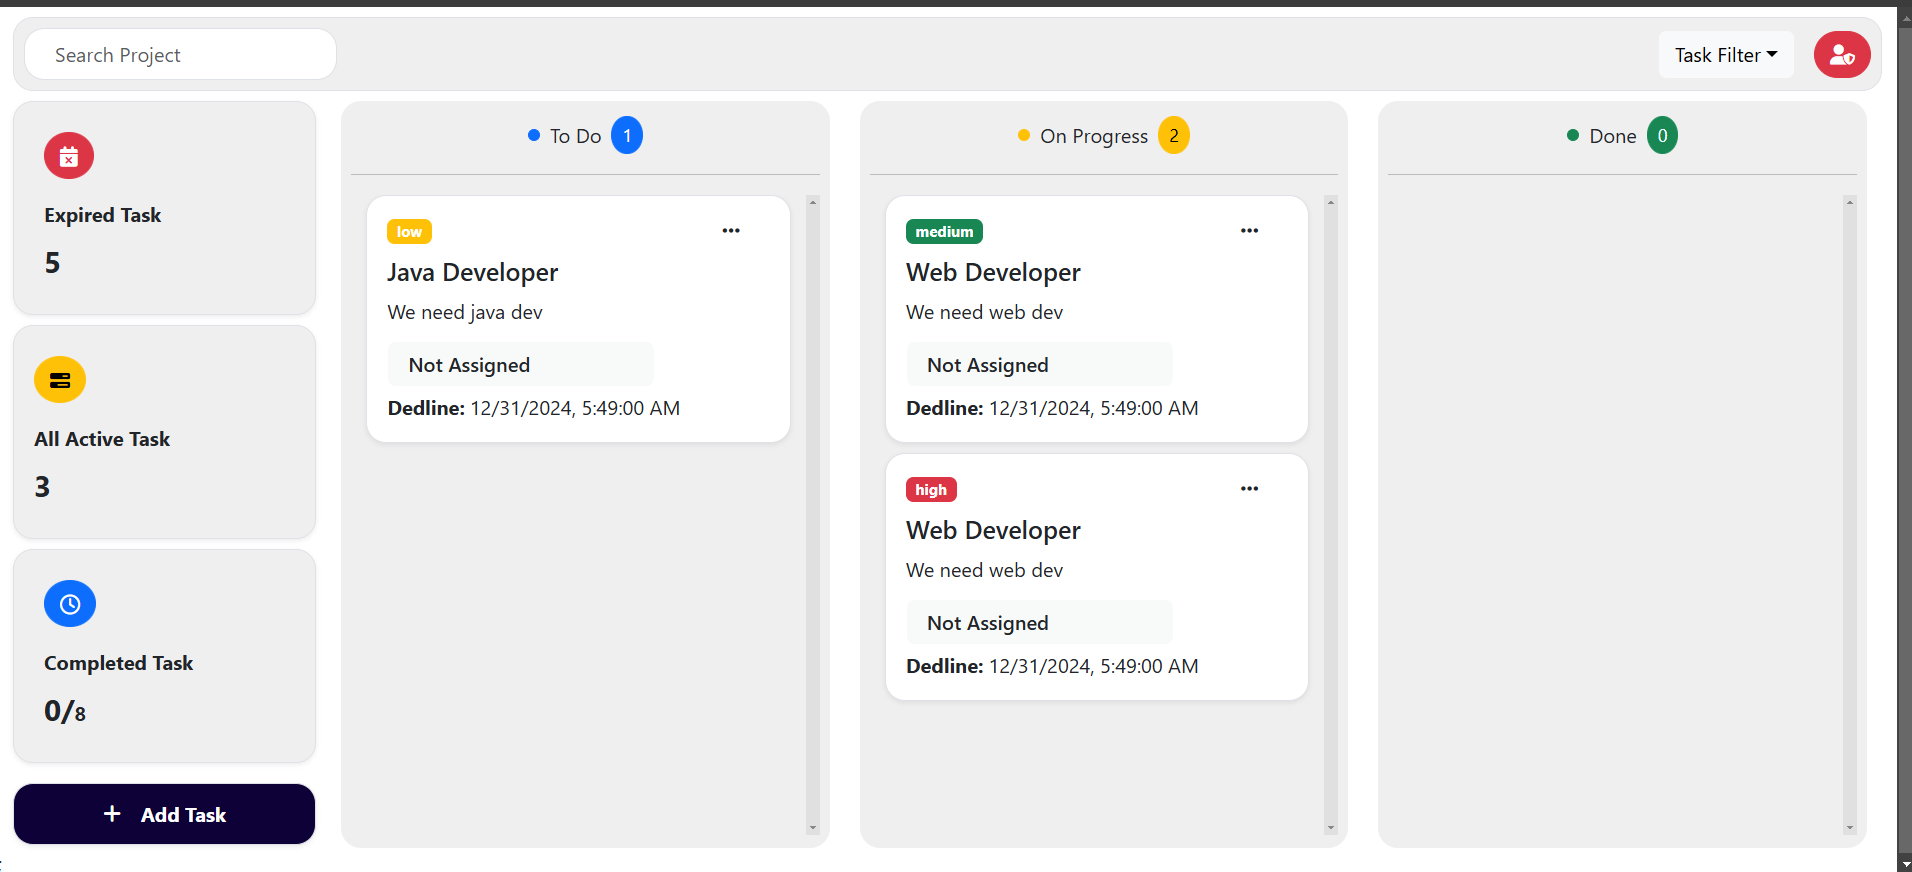 Search Project
Task Filter
Expired Task
5
All Active Task
3
Completed Task
0/8
+ Add Task
To Do 1
low
Java Developer
We need java dev
Not Assigned
Dedline: 12/31/2024, 5:49:00 AM
On Progress 2
medium
Web Developer
We need web dev
Not Assigned
Dedline: 12/31/2024, 5:49:00 AM
high
Web Developer
We need web dev
Not Assigned
Dedline: 12/31/2024, 5:49:00 AM
Done 0